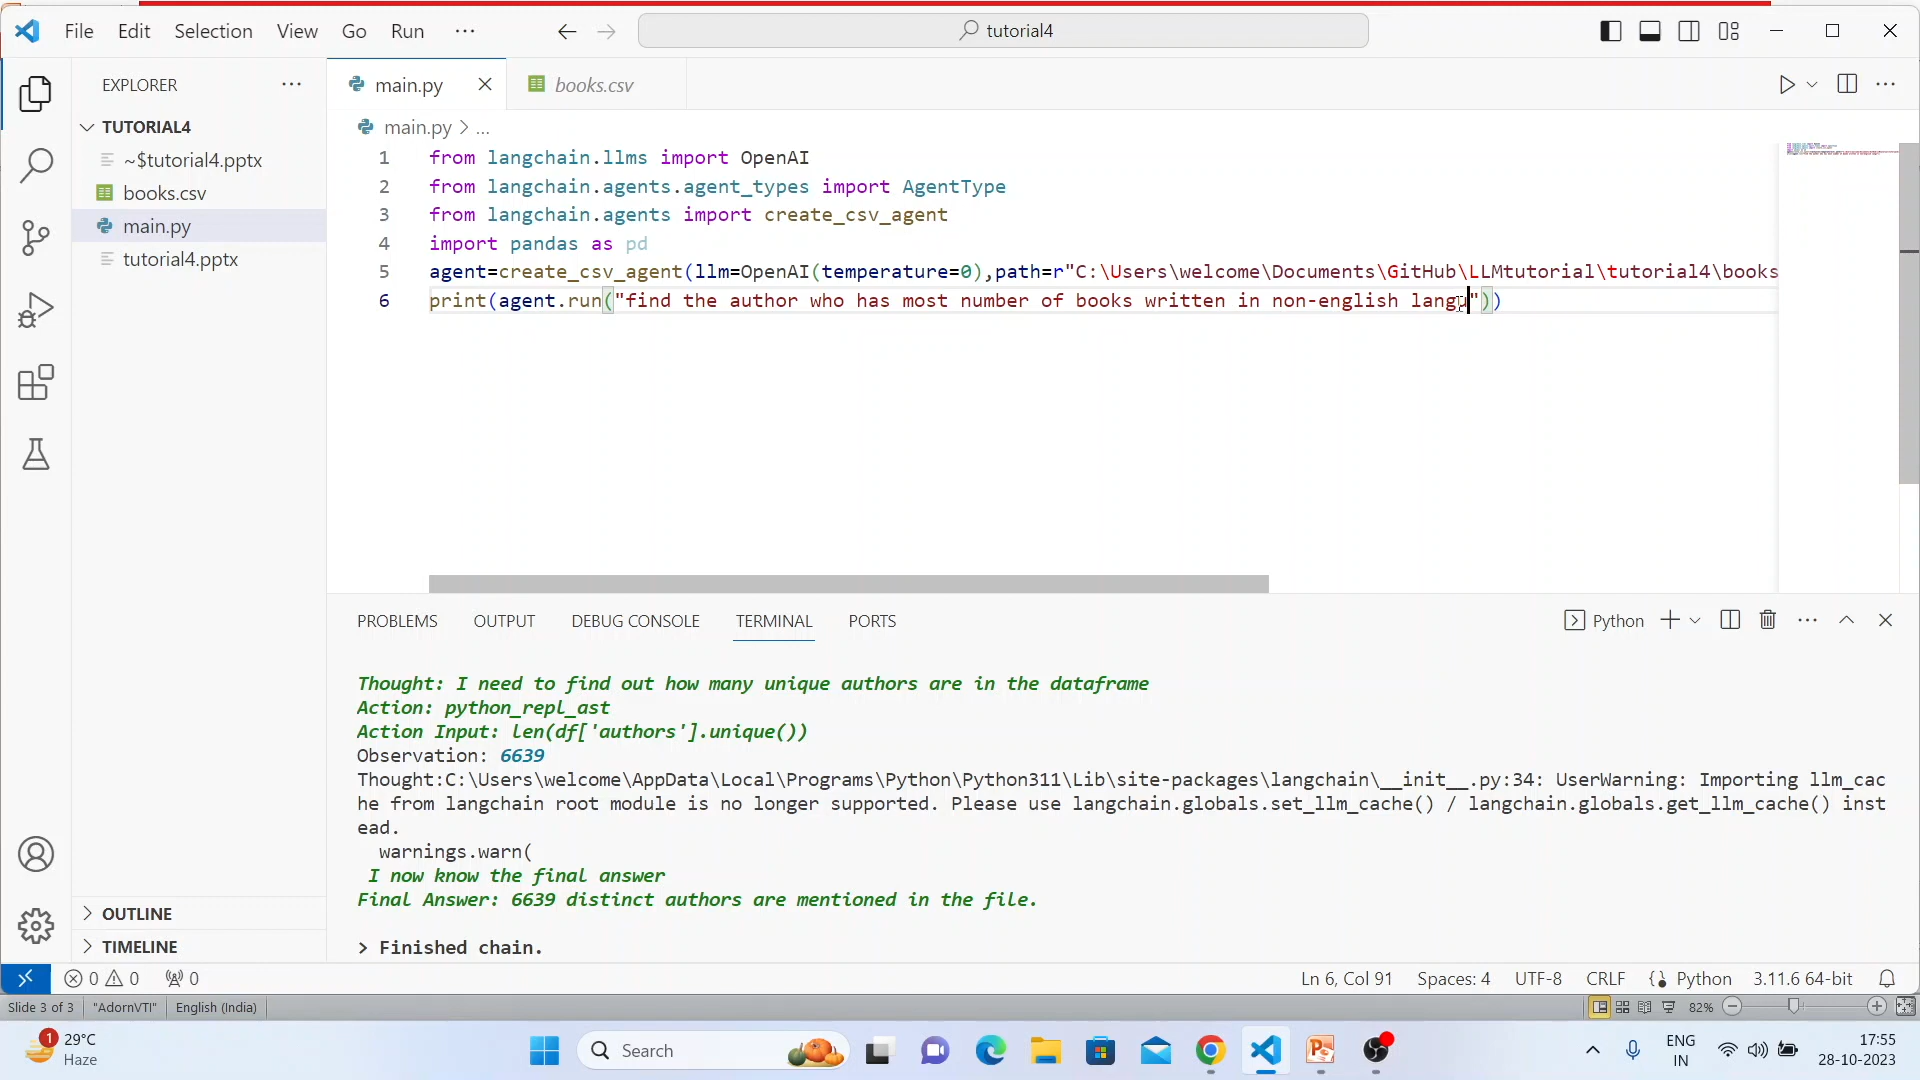 File Edit Selection View Go Run ...
tutorial4
EXPLORER
main.py
books.csv
TUTORIAL4
~$tutorial4.pptx
books.csv
main.py
tutorial4.pptx
OUTLINE
TIMELINE
main.py > ...
1 from langchain.llms import OpenAI
2 from langchain.agents.agent_types import AgentType
3 from langchain.agents import create_csv_agent
4 import pandas as pd
5 agent=create_csv_agent(llm=OpenAI(temperature=0),path=r"C:\Users\welcome\Documents\GitHub\LLMtutorial\tutorial4\books
6 print(agent.run("find the author who has most number of books written in non-english langu"))
PROBLEMS OUTPUT DEBUG CONSOLE TERMINAL PORTS
Python
Thought: I need to find out how many unique authors are in the dataframe
Action: python_repl_ast
Action Input: len(df['authors'].unique())
Observation: 6639
Thought:C:\Users\welcome\AppData\Local\Programs\Python\Python311\Lib\site-packages\langchain\__init__.py:34: UserWarning: Importing llm_cac
he from langchain root module is no longer supported. Please use langchain.globals.set_llm_cache() / langchain.globals.get_llm_cache() inst
ead.
warnings.warn(
I now know the final answer
Final Answer: 6639 distinct authors are mentioned in the file.
> Finished chain.
0 0 0
Ln 6, Col 91 Spaces: 4 UTF-8 CRLF Python 3.11.6 64-bit
Slide 3 of 3 "AdornVTI" English (India)
82%
1
29°C
Haze
Search
ENG
IN
17:55
28-10-2023